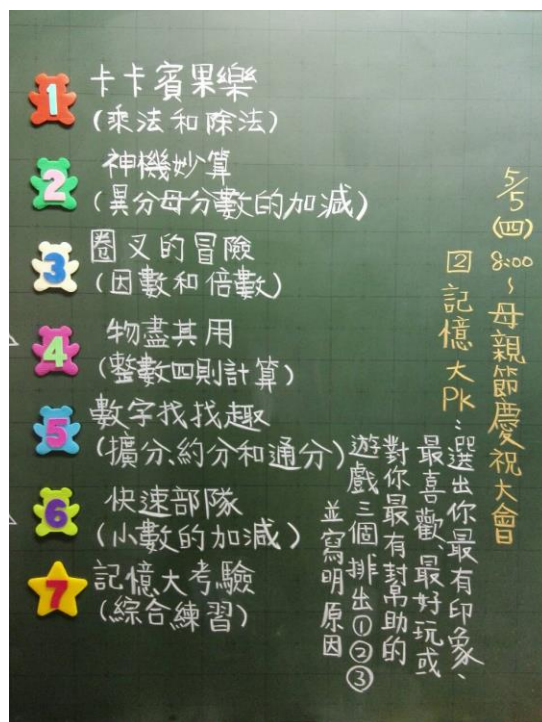 1 卡卡賓果樂
(乘法和除法)
2 神機妙算
(異分母分數的加減)
3 圈叉的冒險
(因數和倍數)
4 物盡其用
(整數四則計算)
5 數字找找趣
(擴分、約分和通分)
6 快速部隊
(小數的加減)
7 記憶大考驗
(綜合練習)
5/5(四) 8:00~母親節慶祝大會
2 記憶大PK:選出你最有印象、
最喜歡、最好玩或
對你最有幫助的
遊戲三個排出①②③
並寫明原因